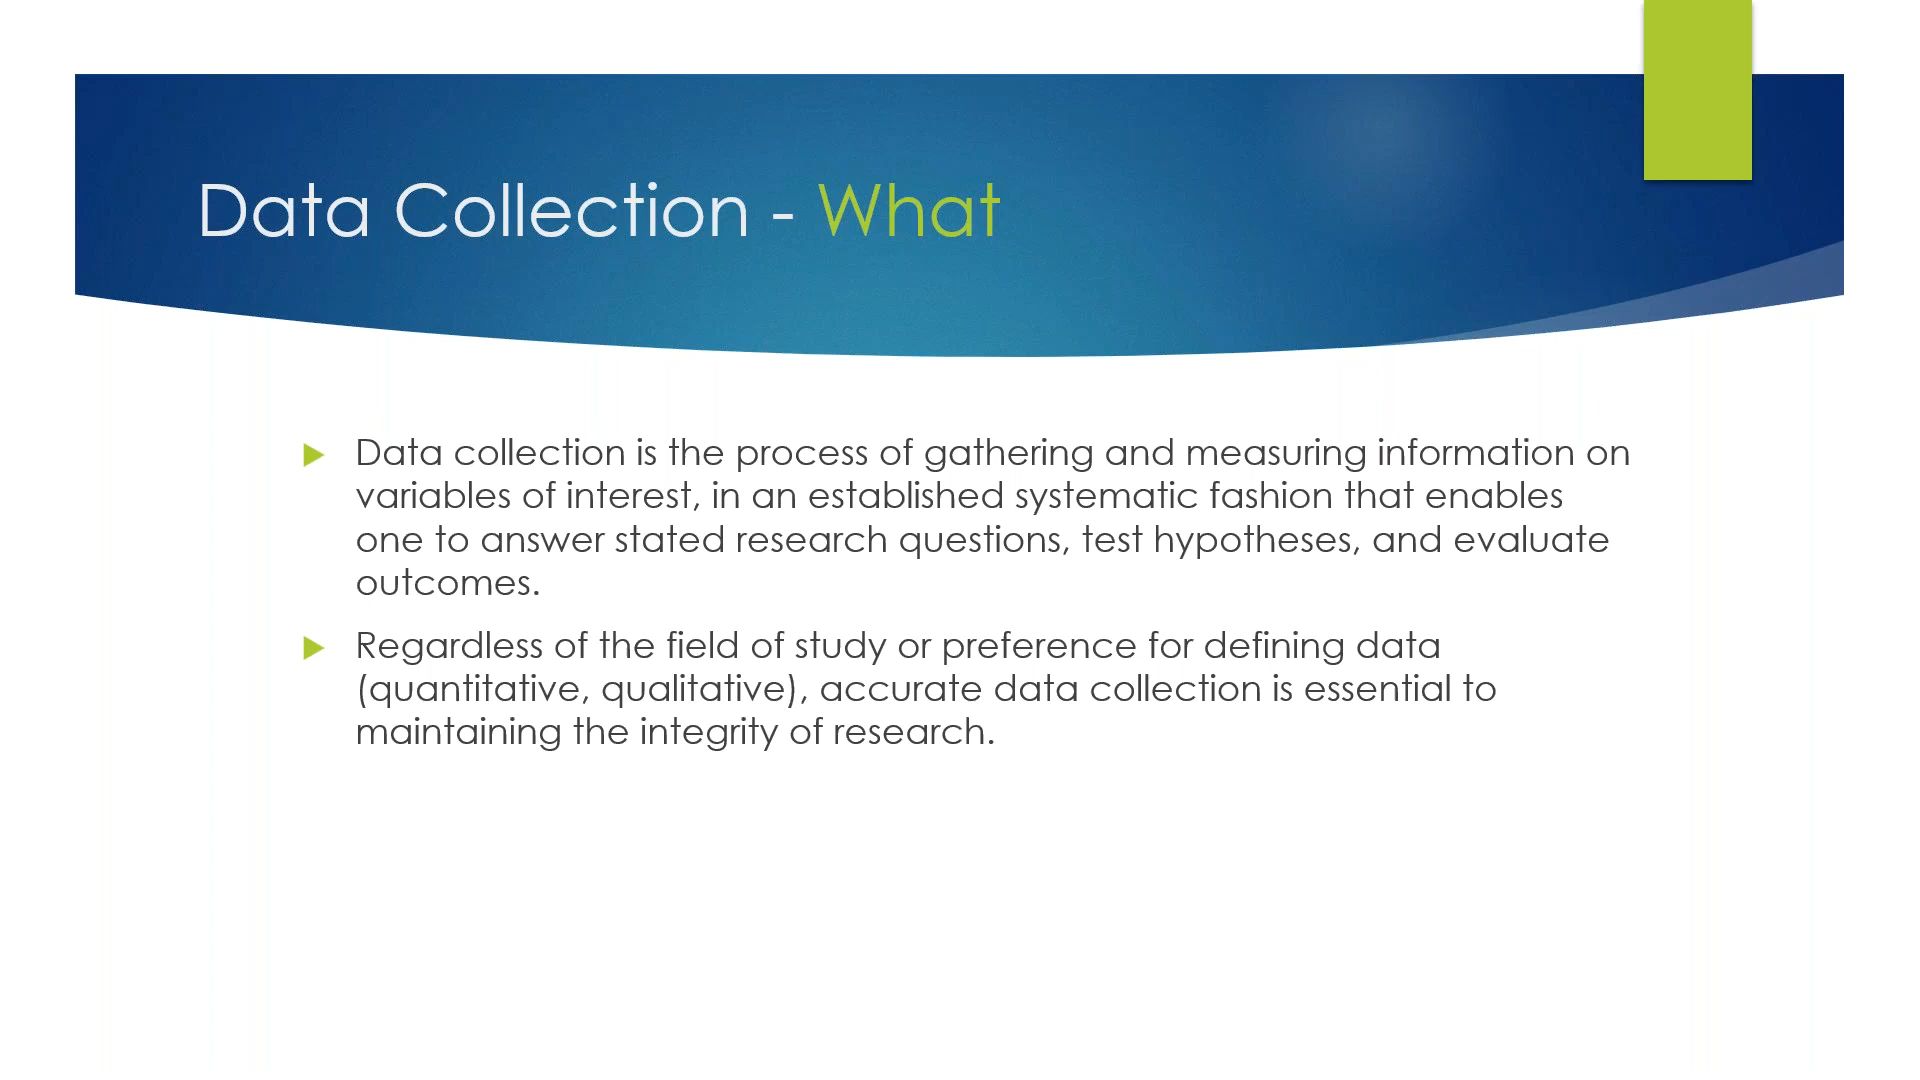 Data Collection - What
Data collection is the process of gathering and measuring information on
variables of interest, in an established systematic fashion that enables
one to answer stated research questions, test hypotheses, and evaluate
outcomes.
Regardless of the field of study or preference for defining data
(quantitative, qualitative), accurate data collection is essential to
maintaining the integrity of research.